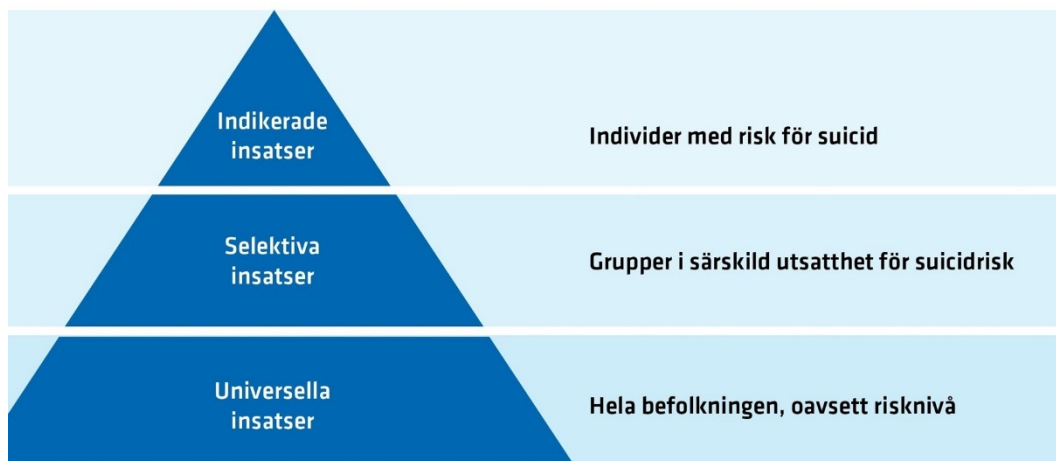 Indikerade
insatser
Individer med risk för suicid
Selektiva
insatser
Grupper i särskild utsatthet för suicidrisk
Universella
insatser
Hela befolkningen, oavsett risknivå